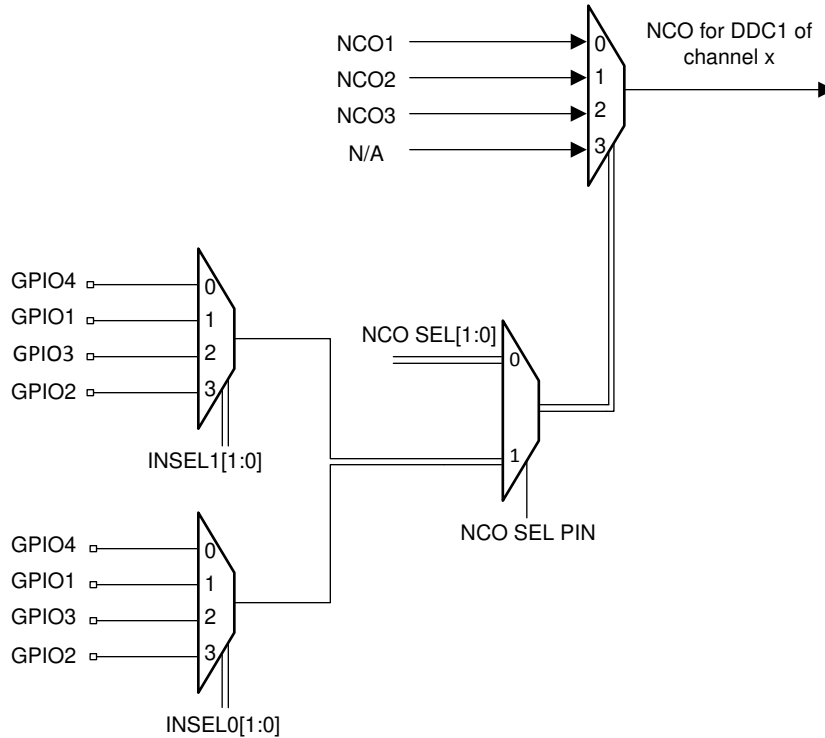 NCO1
NCO2
NCO3
N/A
0
1
2
3
NCO for DDC1 of
channel x
GPIO4
GPIO1
GPIO3
GPIO2
0
1
2
3
INSEL1[1:0]
NCO SEL[1:0]
0
1
NCO SEL PIN
GPIO4
GPIO1
GPIO3
GPIO2
0
1
2
3
INSEL0[1:0]